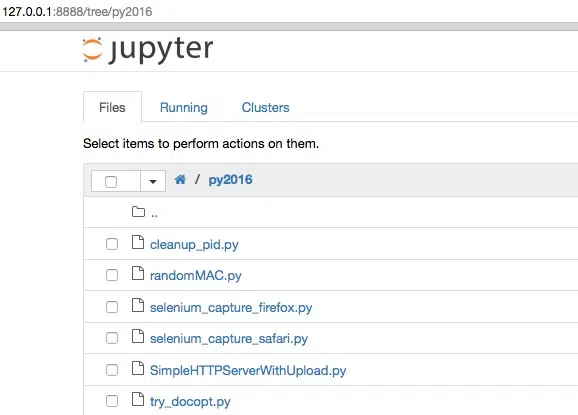 127.0.0.1:8888/tree/py2016
jupyter
Files Running Clusters
Select items to perform actions on them.
/ py2016
..
cleanup_pid.py
randomMAC.py
selenium_capture_firefox.py
selenium_capture_safari.py
SimpleHTTPServerWithUpload.py
try_docopt.py